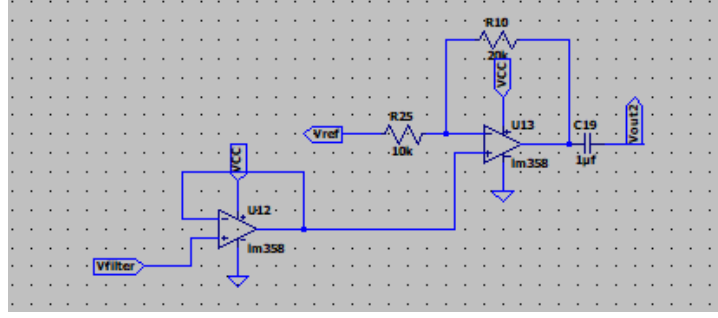 R10
20k
VCC
R25
Vref
10k
U13
lm358
C19
1µf
Vout2
VCC
U12
lm358
Vfilter